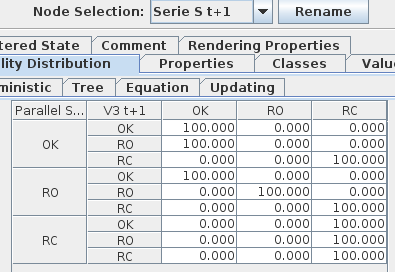 Node Selection: Serie S t+1 Rename
tered State Comment Rendering Properties
lity Distribution Properties Classes Valu
ministic Tree Equation Updating
Parallel S... V3 t+1 OK RO RC
OK 100.000 0.000 0.000
OK RO 100.000 0.000 0.000
RC 0.000 0.000 100.000
OK 100.000 0.000 0.000
RO RO 0.000 100.000 0.000
RC 0.000 0.000 100.000
OK 0.000 0.000 100.000
RC RO 0.000 0.000 100.000
RC 0.000 0.000 100.000